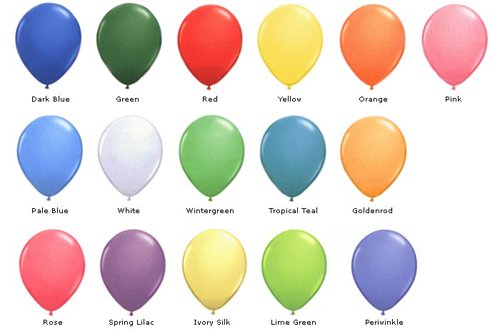 Dark Blue
Green
Red
Yellow
Orange
Pink
Pale Blue
White
Wintergreen
Tropical Teal
Goldenrod
Rose
Spring Lilac
Ivory Silk
Lime Green
Periwinkle